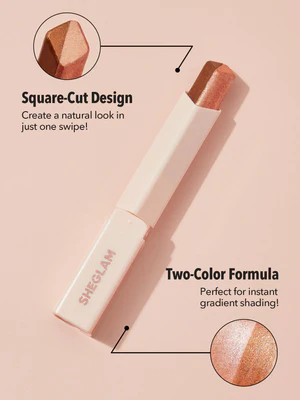 Square-Cut Design
Create a natural look in
just one swipe!
SHEGLAM
Two-Color Formula
Perfect for instant
gradient shading!